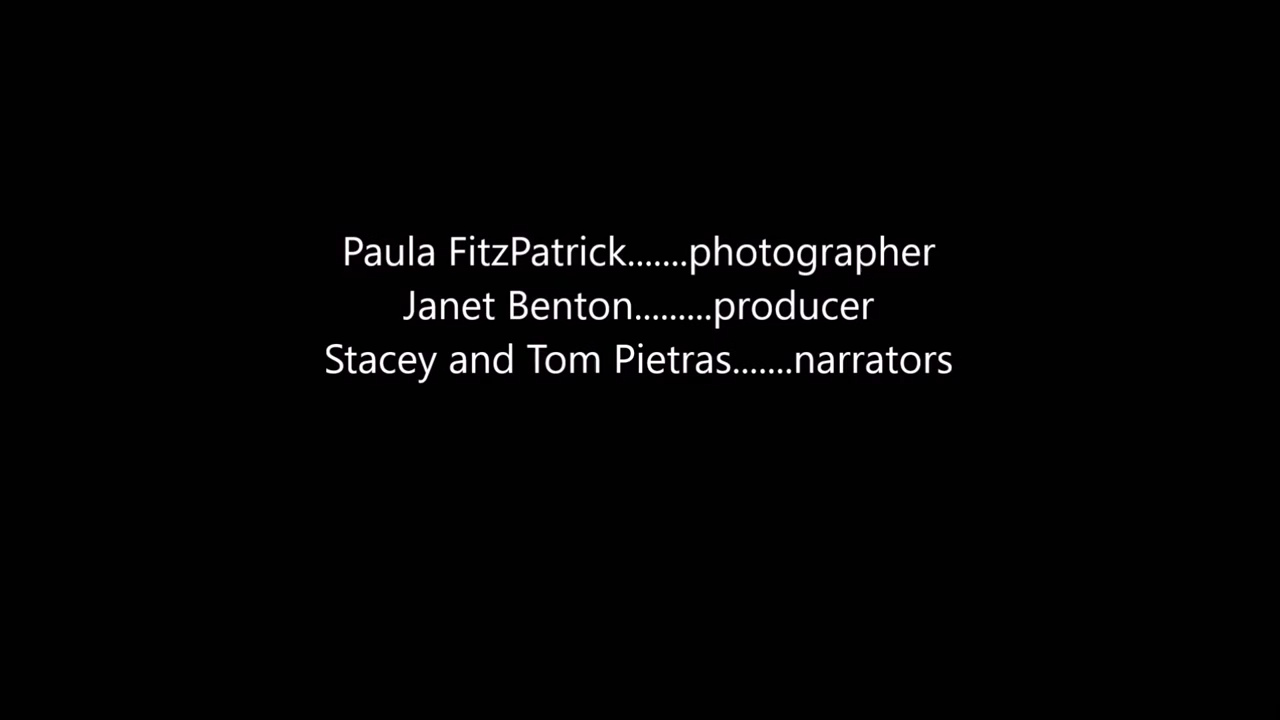 Paula FitzPatrick.......photographer
Janet Benton.........producer
Stacey and Tom Pietras.......narrators